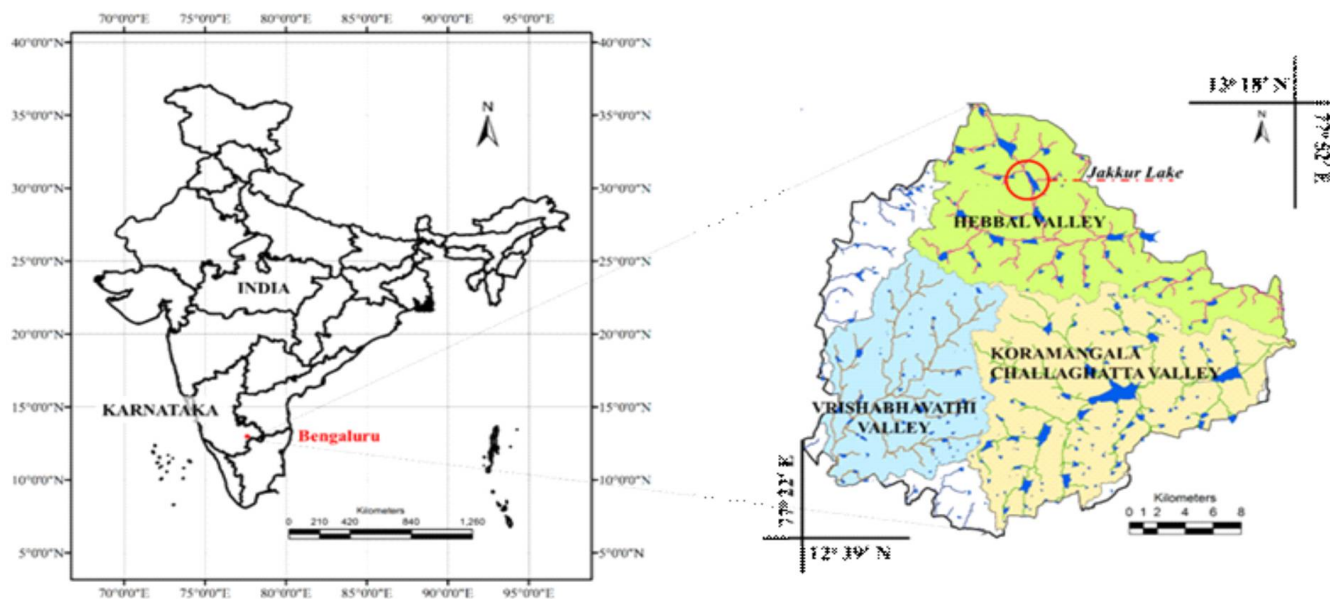 70°0'0"E 75°0'0"E 80°0'0"E 85°0'0"E 90°0'0"E 95°0'0"E
40°0'0"N 40°0'0"N
35°0'0"N 35°0'0"N
30°0'0"N 30°0'0"N
25°0'0"N 25°0'0"N
20°0'0"N 20°0'0"N
15°0'0"N 15°0'0"N
10°0'0"N 10°0'0"N
5°0'0"N 5°0'0"N
N
INDIA
KARNATAKA
Bengaluru
Kilometers
0 210 420 840 1,260
70°0'0"E 75°0'0"E 80°0'0"E 85°0'0"E 90°0'0"E 95°0'0"E
13° 18' N
N
77° 52' E
Jakkur Lake
HEBBAL VALLEY
KORAMANGALA
CHALLAGHATTA VALLEY
VRISHABHAVATHI
VALLEY
77° 22' E
12° 39' N
Kilometers
0 1 2 4 6 8